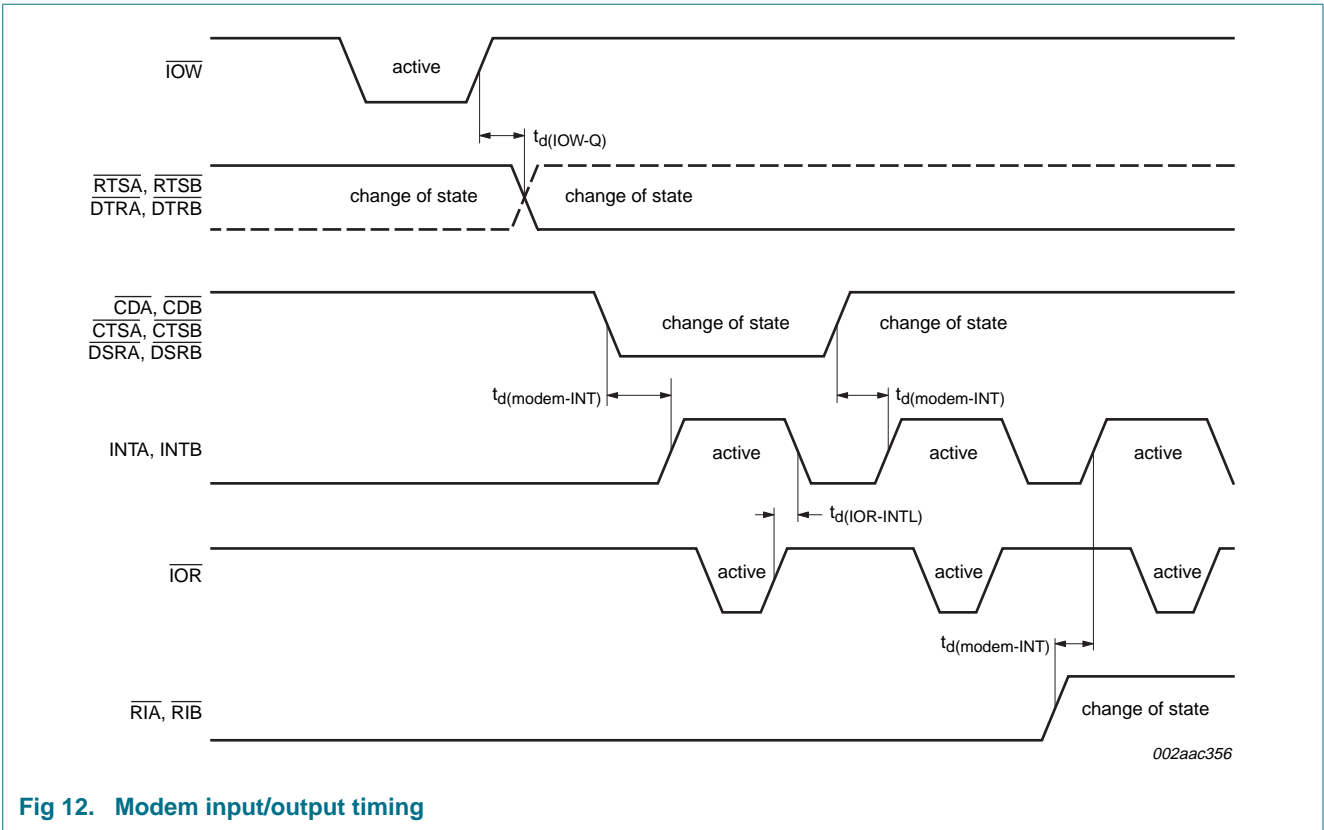 IOW
active
td(IOW-Q)
RTSA, RTSB
DTRA, DTRB
change of state
change of state
CDA, CDB
CTSA, CTSB
DSRA, DSRB
change of state
change of state
td(modem-INT)
td(modem-INT)
INTA, INTB
active
active
active
td(IOR-INTL)
IOR
active
active
active
td(modem-INT)
RIA, RIB
change of state
002aac356
Fig 12. Modem input/output timing